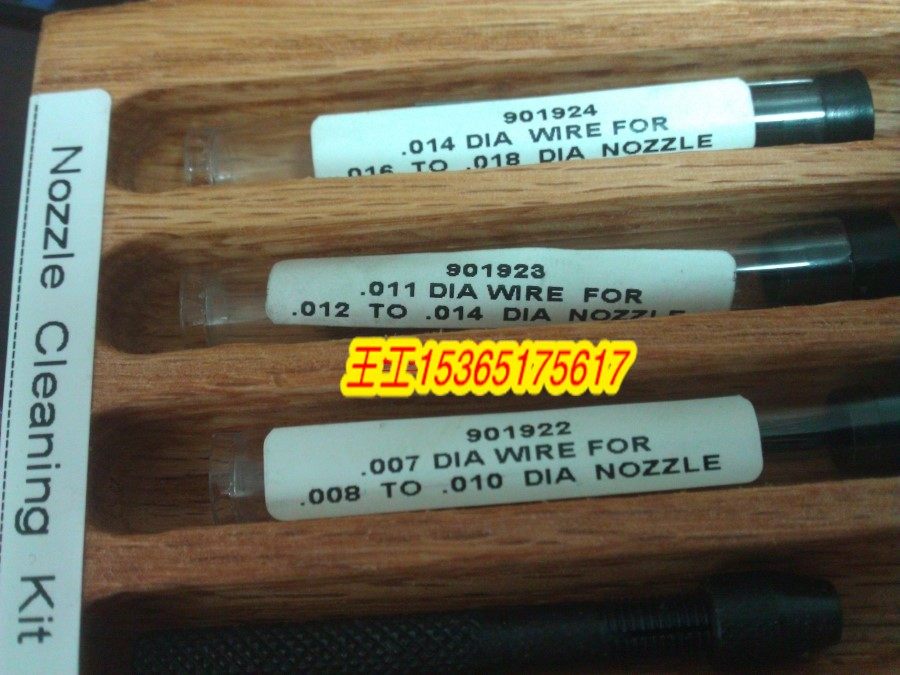 Nozzle Cleaning Kit
901924
.014 DIA WIRE FOR
.016 TO .018 DIA NOZZLE
901923
.011 DIA WIRE FOR
.012 TO .014 DIA NOZZLE
王工15365175617
901922
.007 DIA WIRE FOR
.008 TO .010 DIA NOZZLE